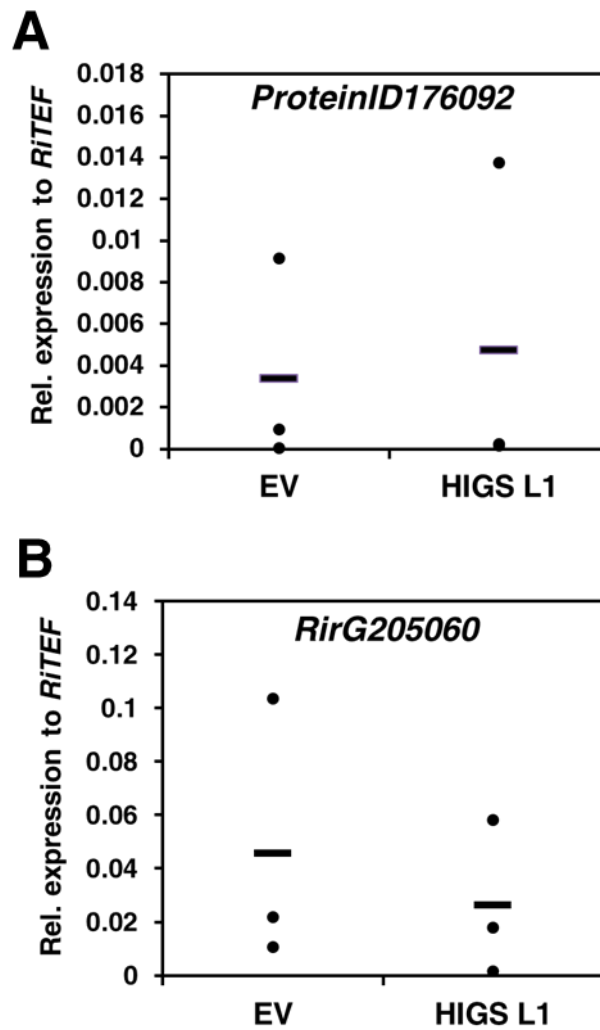 A
ProteinID176092
Rel. expression to RiTEF
0.018
0.016
0.014
0.012
0.01
0.008
0.006
0.004
0.002
0
EV HIGS L1
B
RirG205060
Rel. expression to RiTEF
0.14
0.12
0.1
0.08
0.06
0.04
0.02
0
EV HIGS L1